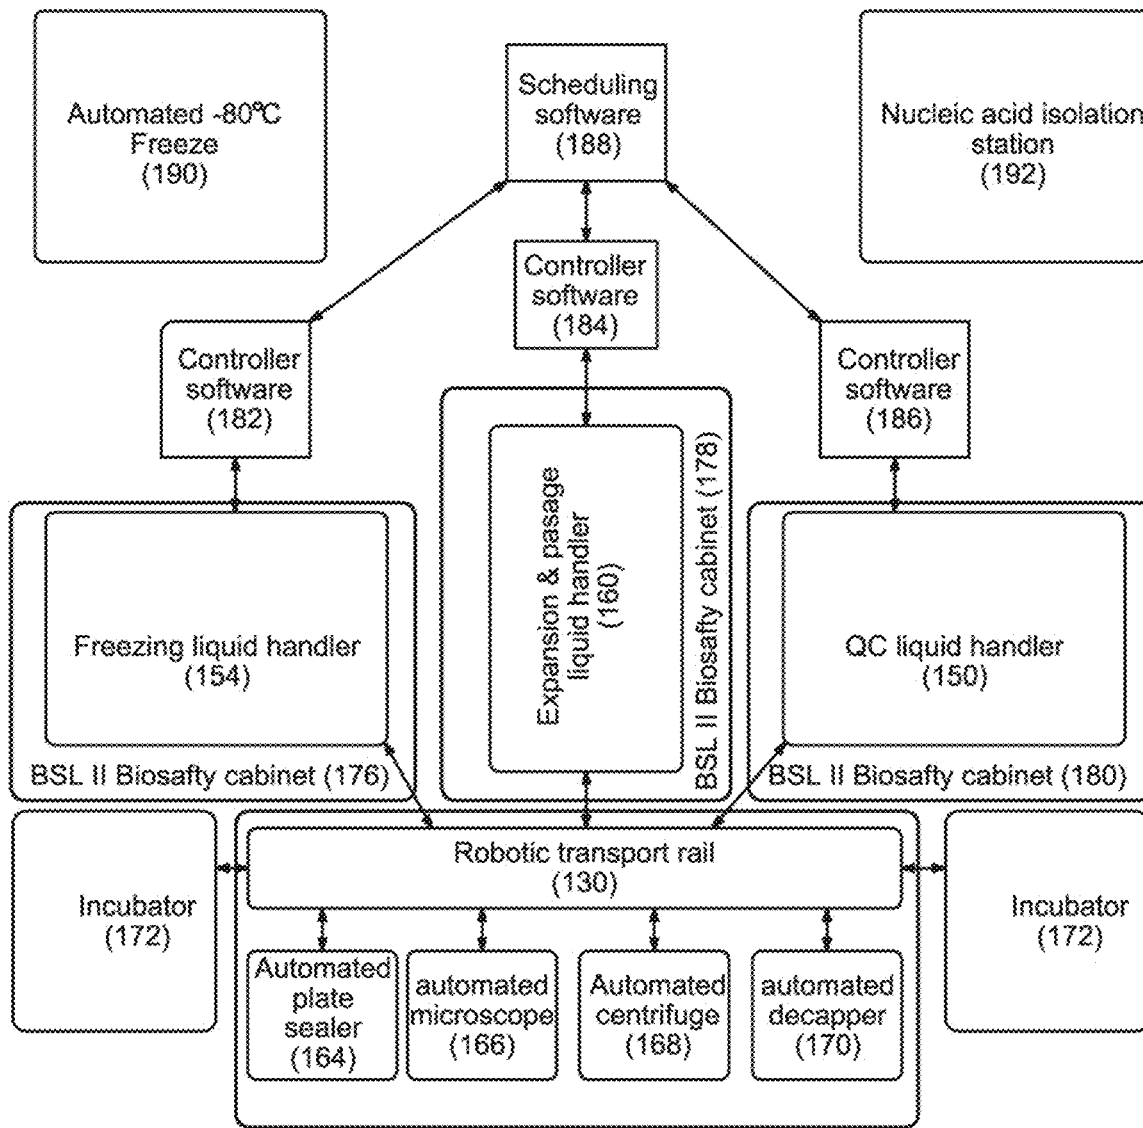 Automated -80°C
Freeze
(190)
Scheduling
software
(188)
Nucleic acid isolation
station
(192)
Controller
software
(184)
Controller
software
(182)
Controller
software
(186)
Freezing liquid handler
(154)
BSL II Biosafty cabinet (176)
Expansion & pasage
liquid handler
(160)
BSL II Biosafty cabinet (178)
QC liquid handler
(150)
BSL II Biosafty cabinet (180)
Incubator
(172)
Robotic transport rail
(130)
Incubator
(172)
Automated
plate
sealer
(164)
automated
microscope
(166)
Automated
centrifuge
(168)
automated
decapper
(170)